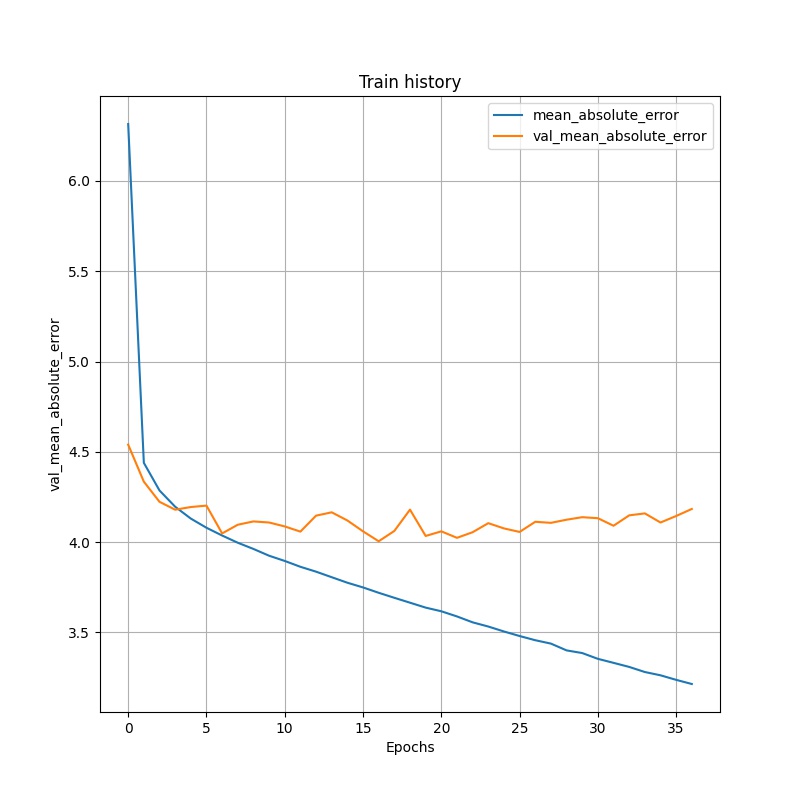 Train history
mean_absolute_error
val_mean_absolute_error
val_mean_absolute_error
6.0
5.5
5.0
4.5
4.0
3.5
0 5 10 15 20 25 30 35
Epochs